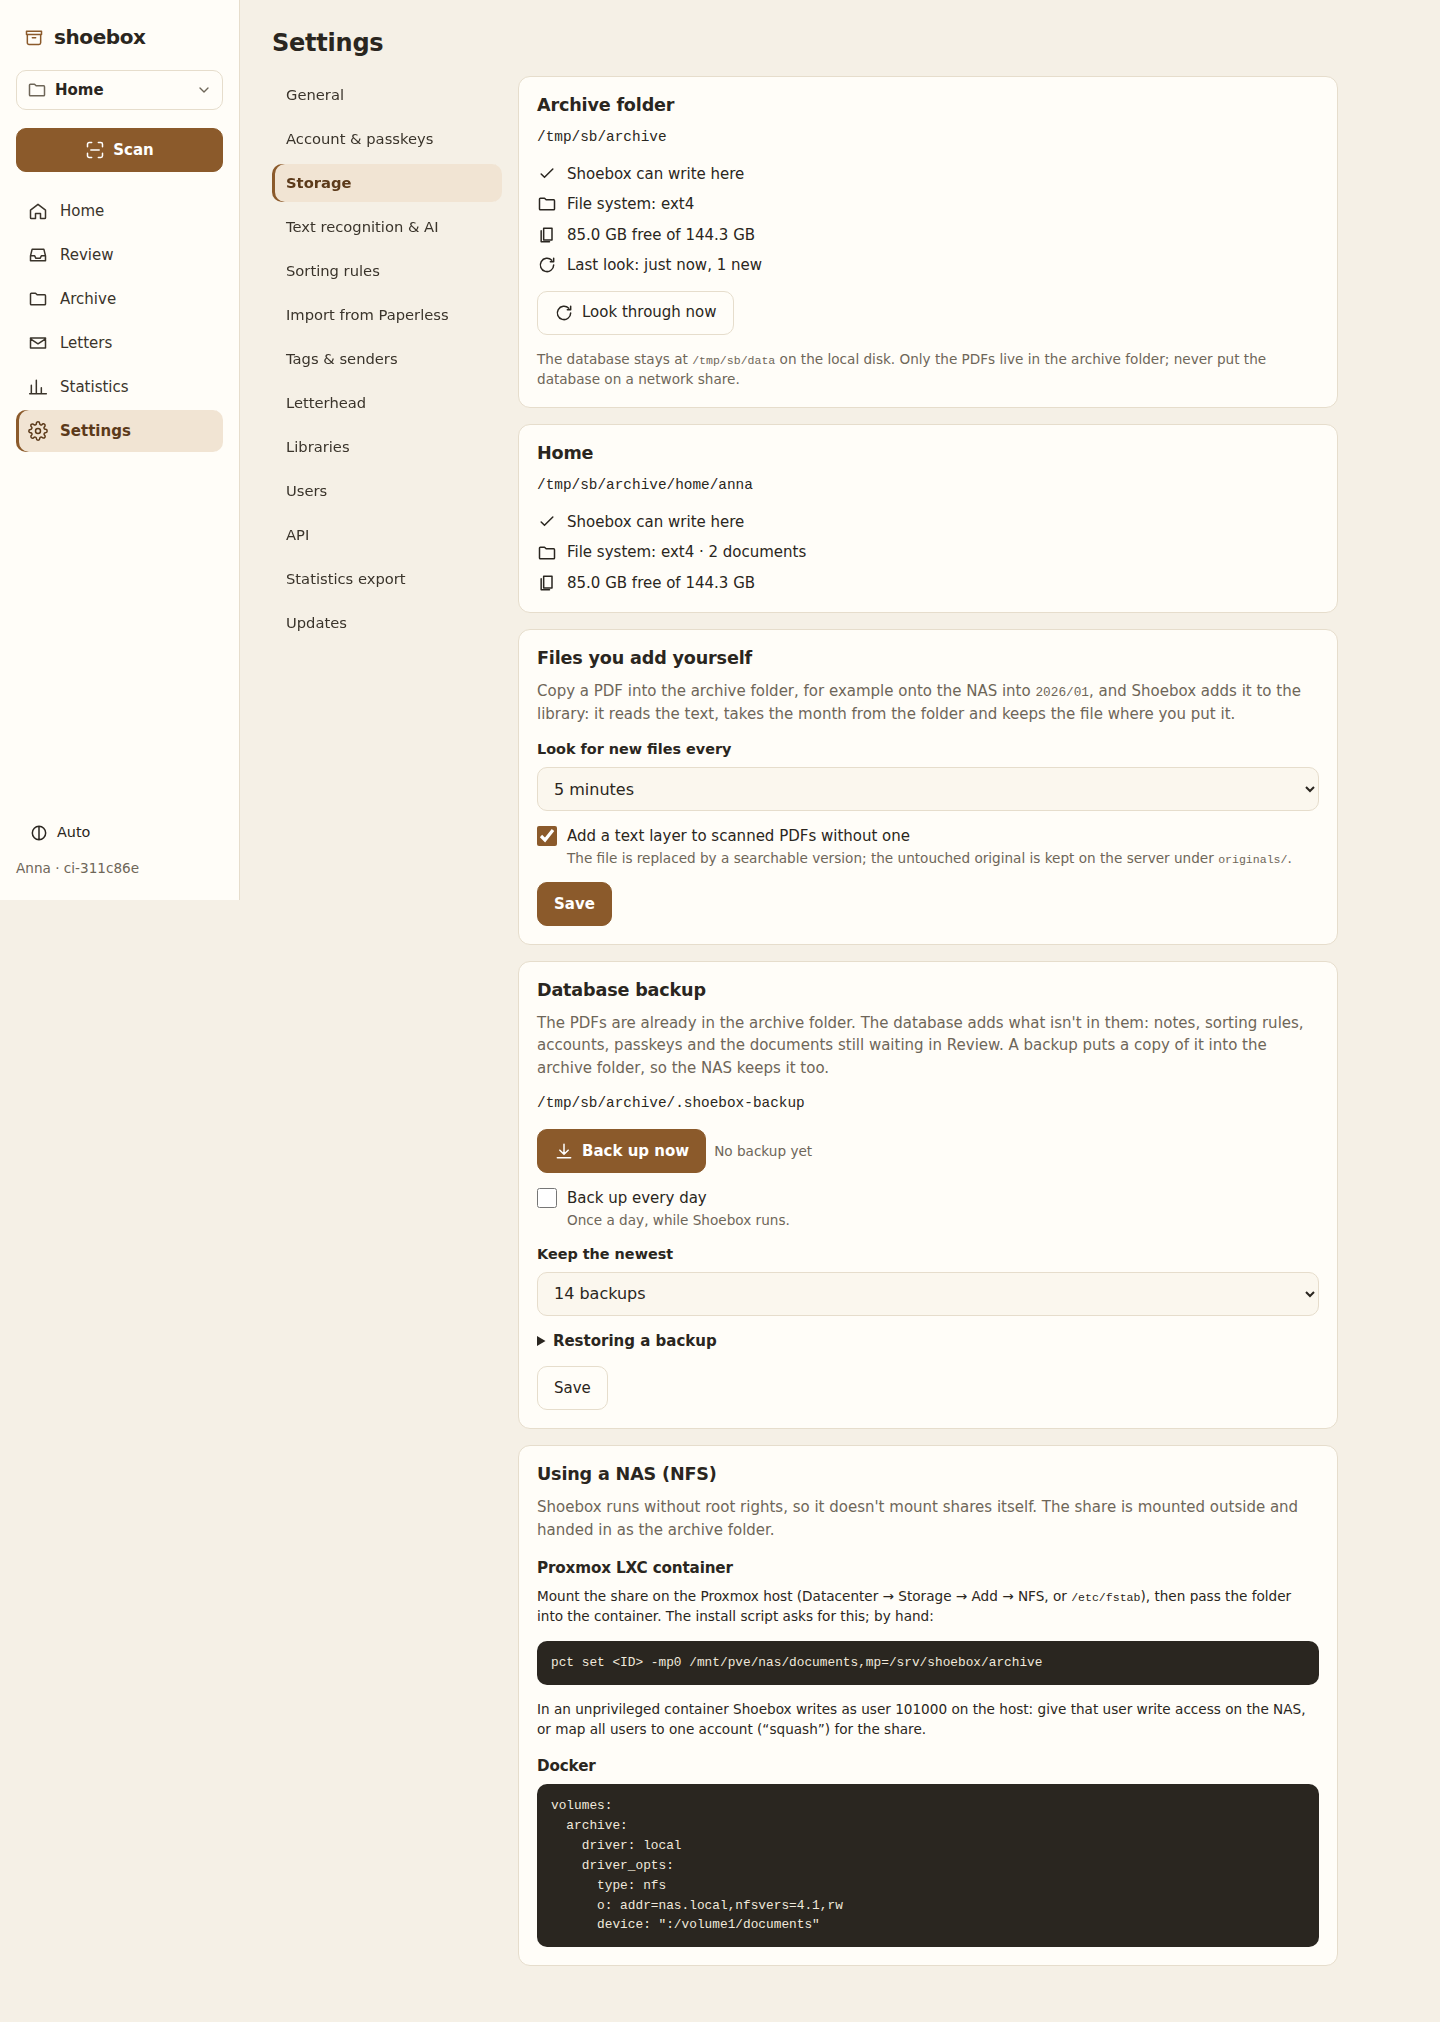 shoebox
Home
Scan
Home
Review
Archive
Letters
Statistics
Settings
Auto
Anna · ci-311c86e
Settings
General
Account & passkeys
Storage
Text recognition & AI
Sorting rules
Import from Paperless
Tags & senders
Letterhead
Libraries
Users
API
Statistics export
Updates
Archive folder
/tmp/sb/archive
Shoebox can write here
File system: ext4
85.0 GB free of 144.3 GB
Last look: just now, 1 new
Look through now
The database stays at /tmp/sb/data on the local disk. Only the PDFs live in the archive folder; never put the
database on a network share.
Home
/tmp/sb/archive/home/anna
Shoebox can write here
File system: ext4 · 2 documents
85.0 GB free of 144.3 GB
Files you add yourself
Copy a PDF into the archive folder, for example onto the NAS into 2026/01, and Shoebox adds it to the
library: it reads the text, takes the month from the folder and keeps the file where you put it.
Look for new files every
5 minutes
Add a text layer to scanned PDFs without one
The file is replaced by a searchable version; the untouched original is kept on the server under originals/.
Save
Database backup
The PDFs are already in the archive folder. The database adds what isn't in them: notes, sorting rules,
accounts, passkeys and the documents still waiting in Review. A backup puts a copy of it into the
archive folder, so the NAS keeps it too.
/tmp/sb/archive/.shoebox-backup
Back up now
No backup yet
Back up every day
Once a day, while Shoebox runs.
Keep the newest
14 backups
Restoring a backup
Save
Using a NAS (NFS)
Shoebox runs without root rights, so it doesn't mount shares itself. The share is mounted outside and
handed in as the archive folder.
Proxmox LXC container
Mount the share on the Proxmox host (Datacenter → Storage → Add → NFS, or /etc/fstab), then pass the folder
into the container. The install script asks for this; by hand:
pct set <ID> -mp0 /mnt/pve/nas/documents,mp=/srv/shoebox/archive
In an unprivileged container Shoebox writes as user 101000 on the host: give that user write access on the NAS,
or map all users to one account (“squash”) for the share.
Docker
volumes:
  archive:
    driver: local
    driver_opts:
      type: nfs
      o: addr=nas.local,nfsvers=4.1,rw
      device: ":/volume1/documents"